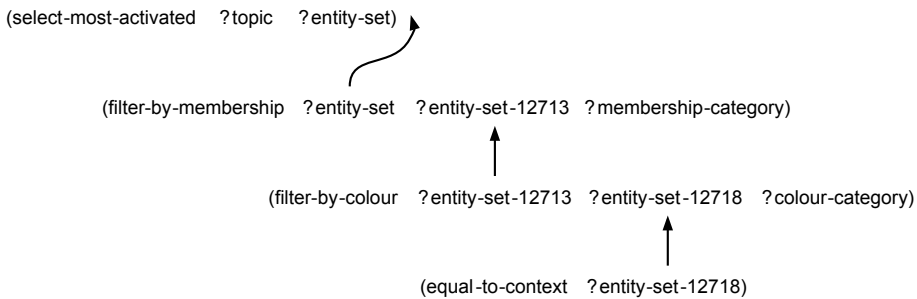 (select-most-activated ?topic ?entity-set)
(filter-by-membership ?entity-set ?entity-set-12713 ?membership-category)
(filter-by-colour ?entity-set-12713 ?entity-set-12718 ?colour-category)
(equal-to-context ?entity-set-12718)